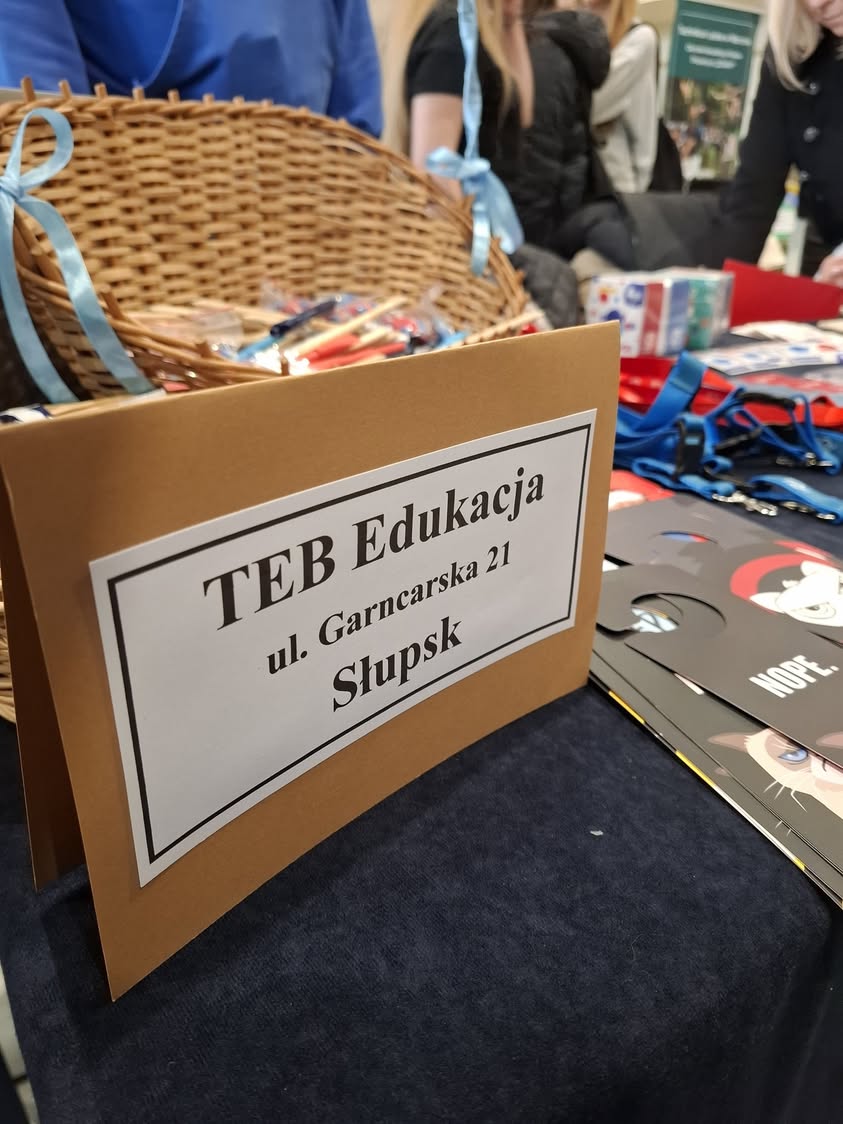 TEB Edukacja
ul. Garncarska 21
Słupsk
NOPE.